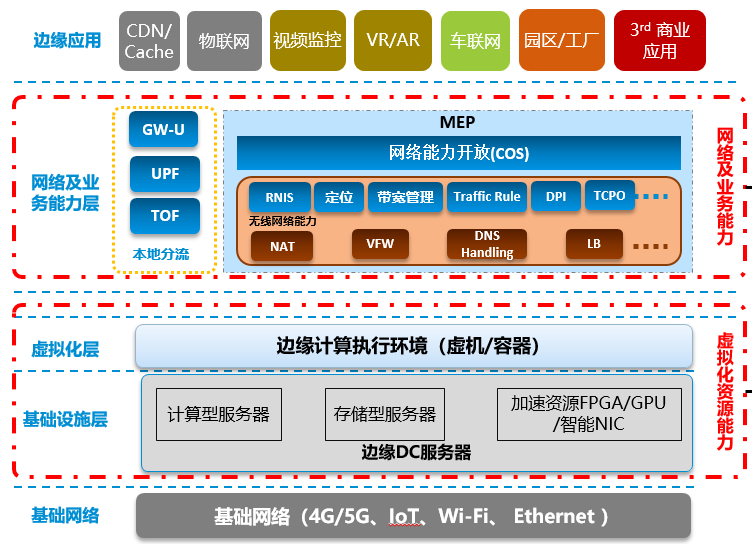 边缘应用
CDN/
Cache
物联网
视频监控
VR/AR
车联网
园区/工厂
3rd 商业
应用
网络及业
务能力层
GW-U
UPF
TOF
本地分流
MEP
网络能力开放(COS)
RNIS
定位
带宽管理
Traffic Rule
DPI
TCPO
无线网络能力
NAT
VFW
DNS
Handling
LB
网络及业务能力
虚拟化层
边缘计算执行环境（虚机/容器）
基础设施层
计算型服务器
存储型服务器
加速资源FPGA/GPU
/智能NIC
边缘DC服务器
虚拟化资源能力
基础网络
基础网络（4G/5G、IoT、Wi-Fi、 Ethernet ）